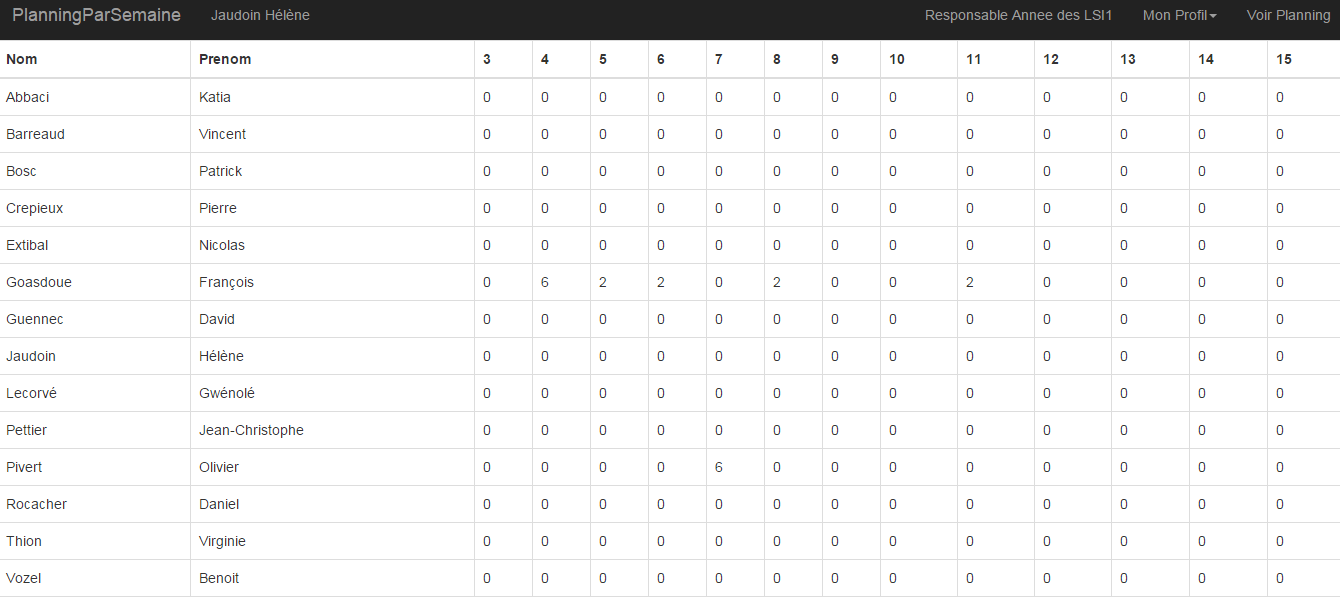 PlanningParSemaine Jaudoin Hélène Responsable Annee des LSI1 Mon Profil Voir Planning
Nom Prenom 3 4 5 6 7 8 9 10 11 12 13 14 15
Abbaci Katia 0 0 0 0 0 0 0 0 0 0 0 0 0
Barreaud Vincent 0 0 0 0 0 0 0 0 0 0 0 0 0
Bosc Patrick 0 0 0 0 0 0 0 0 0 0 0 0 0
Crepieux Pierre 0 0 0 0 0 0 0 0 0 0 0 0 0
Extibal Nicolas 0 0 0 0 0 0 0 0 0 0 0 0 0
Goasdoue François 0 6 2 2 0 2 0 0 2 0 0 0 0
Guennec David 0 0 0 0 0 0 0 0 0 0 0 0 0
Jaudoin Hélène 0 0 0 0 0 0 0 0 0 0 0 0 0
Lecorvé Gwénolé 0 0 0 0 0 0 0 0 0 0 0 0 0
Pettier Jean-Christophe 0 0 0 0 0 0 0 0 0 0 0 0 0
Pivert Olivier 0 0 0 0 6 0 0 0 0 0 0 0 0
Rocacher Daniel 0 0 0 0 0 0 0 0 0 0 0 0 0
Thion Virginie 0 0 0 0 0 0 0 0 0 0 0 0 0
Vozel Benoit 0 0 0 0 0 0 0 0 0 0 0 0 0